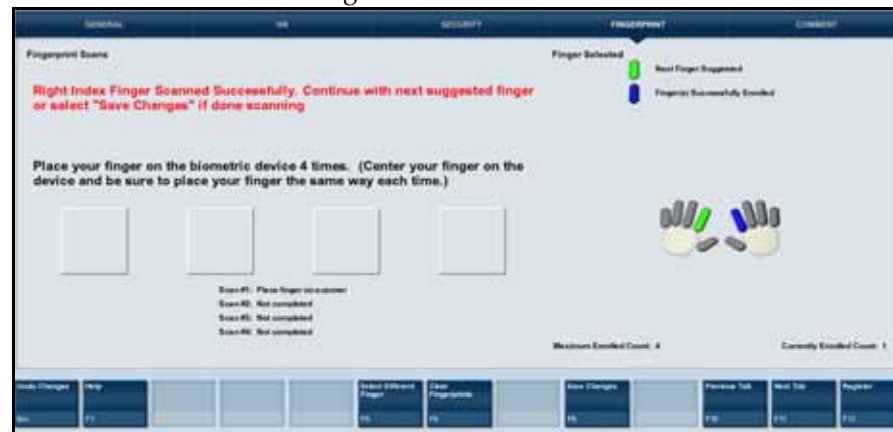 GENERAL HR SECURITY FINGERPRINT COMMENT
Fingerprint Scans
Right Index Finger Scanned Successfully. Continue with next suggested finger
or select "Save Changes" if done scanning
Place your finger on the biometric device 4 times. (Center your finger on the
device and be sure to place your finger the same way each time.)
Scan #1: Place finger on scanner
Scan #2: Not completed
Scan #3: Not completed
Scan #4: Not completed
Finger Selected
Next Finger Suggested
Finger(s) Successfully Enrolled
Maximum Enrolled Count: 4
Currently Enrolled Count: 1
Undo Changes
Help
F1
Select Different
Finger
F5
Clear
Fingerprints
F6
Save Changes
Previous Tab
F10
Next Tab
F11
Register
F12